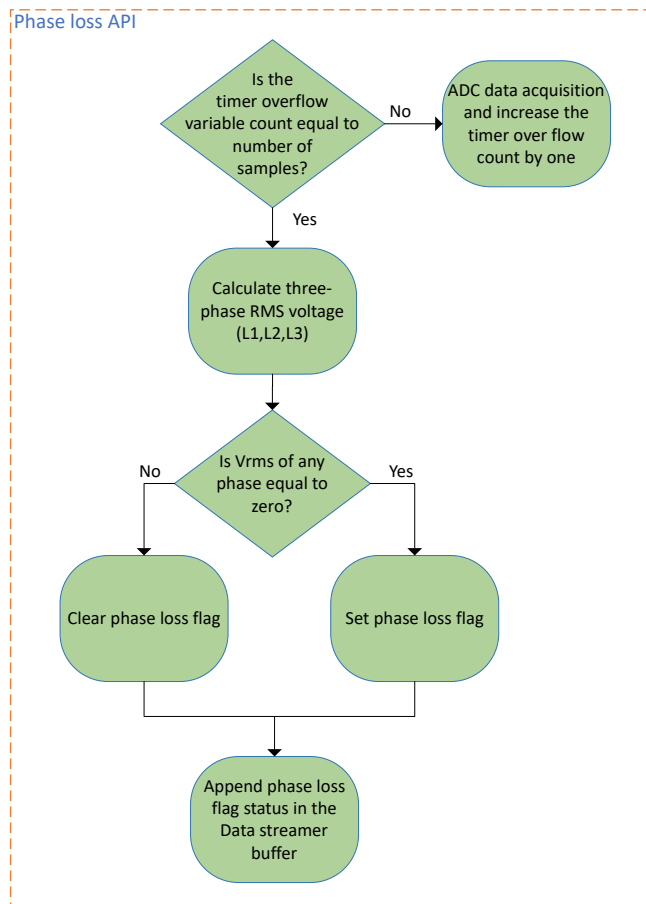 Phase loss API
Is the
timer overflow
variable count equal to
number of
samples?
No
ADC data acquisition
and increase the
timer over flow
count by one
Yes
Calculate three-
phase RMS voltage
(L1,L2,L3)
Is Vrms of any
phase equal to
zero?
No
Yes
Clear phase loss flag
Set phase loss flag
Append phase loss
flag status in the
Data streamer
buffer